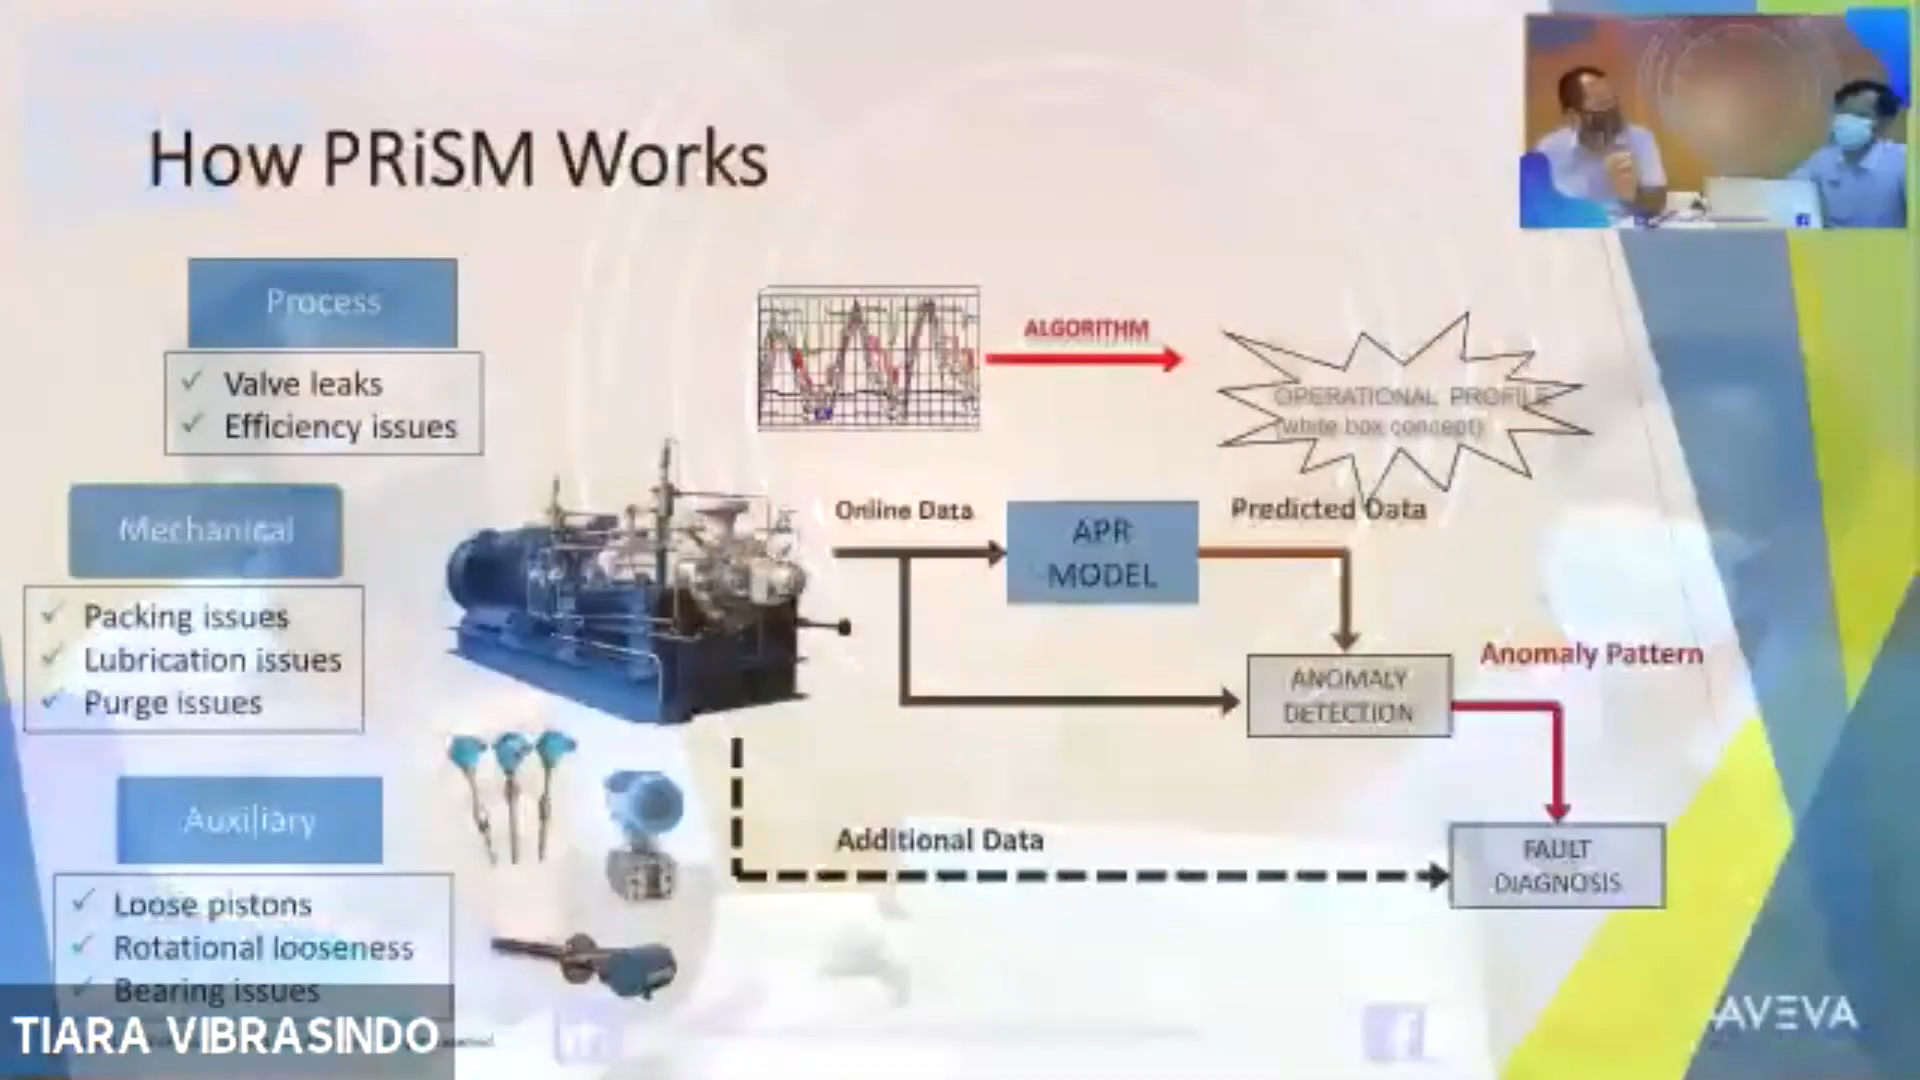 How PRiSM Works
Process
✓ Valve leaks
✓ Efficiency issues
Mechanical
✓ Packing issues
✓ Lubrication issues
✓ Purge issues
Auxiliary
✓ Loose pistons
✓ Rotational looseness
✓ Bearing issues
ALGORITHM
OPERATIONAL PROFILE
(white box concept)
Online Data
APR
MODEL
Predicted Data
ANOMALY
DETECTION
Anomaly Pattern
Additional Data
FAULT
DIAGNOSIS
TIARA VIBRASINDO
AVEVA